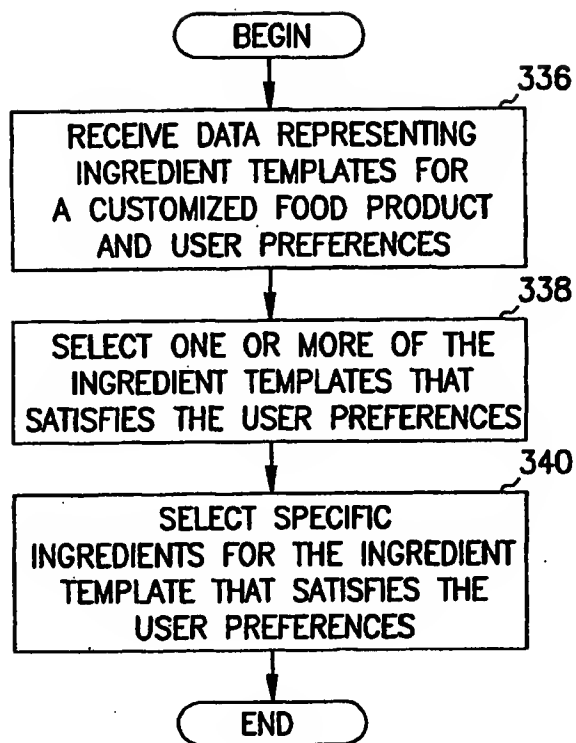 BEGIN
336
RECEIVE DATA REPRESENTING
INGREDIENT TEMPLATES FOR
A CUSTOMIZED FOOD PRODUCT
AND USER PREFERENCES
338
SELECT ONE OR MORE OF THE
INGREDIENT TEMPLATES THAT
SATISFIES THE USER PREFERENCES
340
SELECT SPECIFIC
INGREDIENTS FOR THE INGREDIENT
TEMPLATE THAT SATISFIES THE
USER PREFERENCES
END